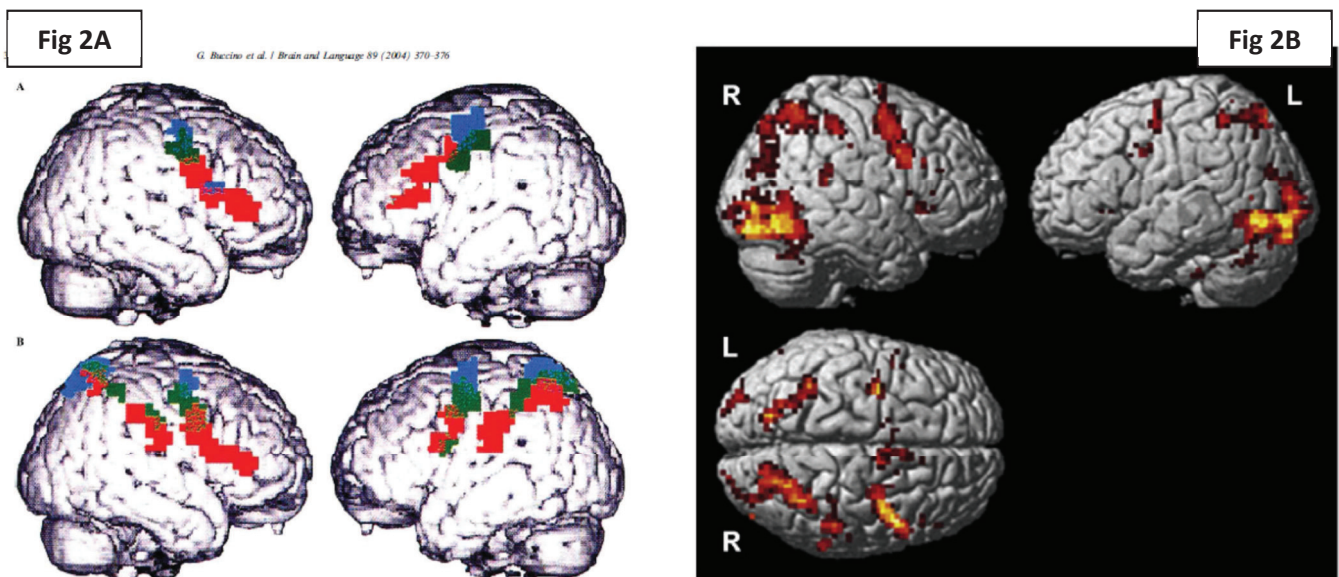 Fig 2A
G. Buccino et al. / Brain and Language 89 (2004) 370–376
A
B
Fig 2B
R
L
L
R